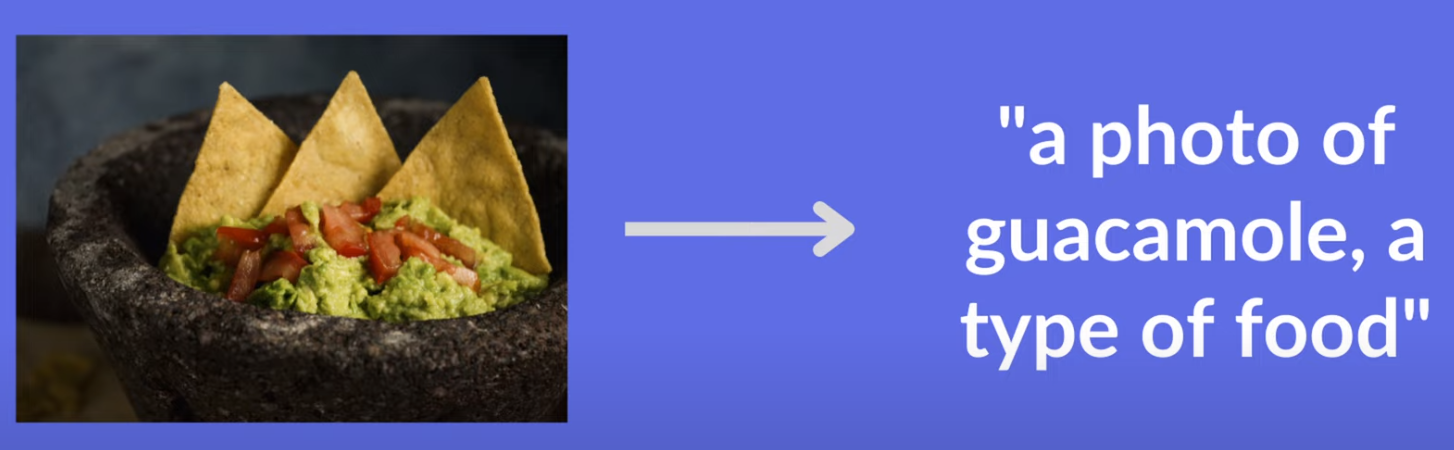 "a photo of
guacamole, a
type of food"